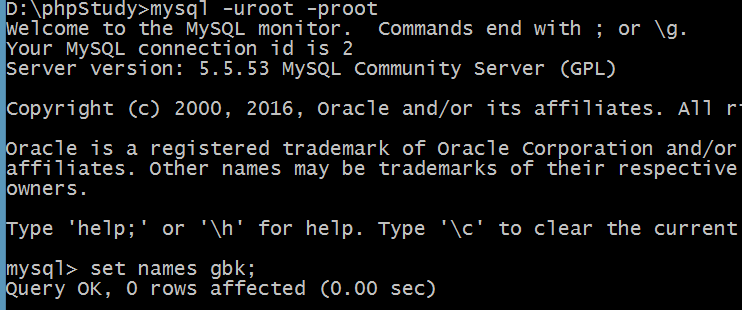 D:\phpStudy>mysql -uroot -proot
Welcome to the MySQL monitor.  Commands end with ; or \g.
Your MySQL connection id is 2
Server version: 5.5.53 MySQL Community Server (GPL)
Copyright (c) 2000, 2016, Oracle and/or its affiliates. All
Oracle is a registered trademark of Oracle Corporation and/or
affiliates. Other names may be trademarks of their respective
owners.
Type 'help;' or '\h' for help. Type '\c' to clear the current
mysql> set names gbk;
Query OK, 0 rows affected (0.00 sec)